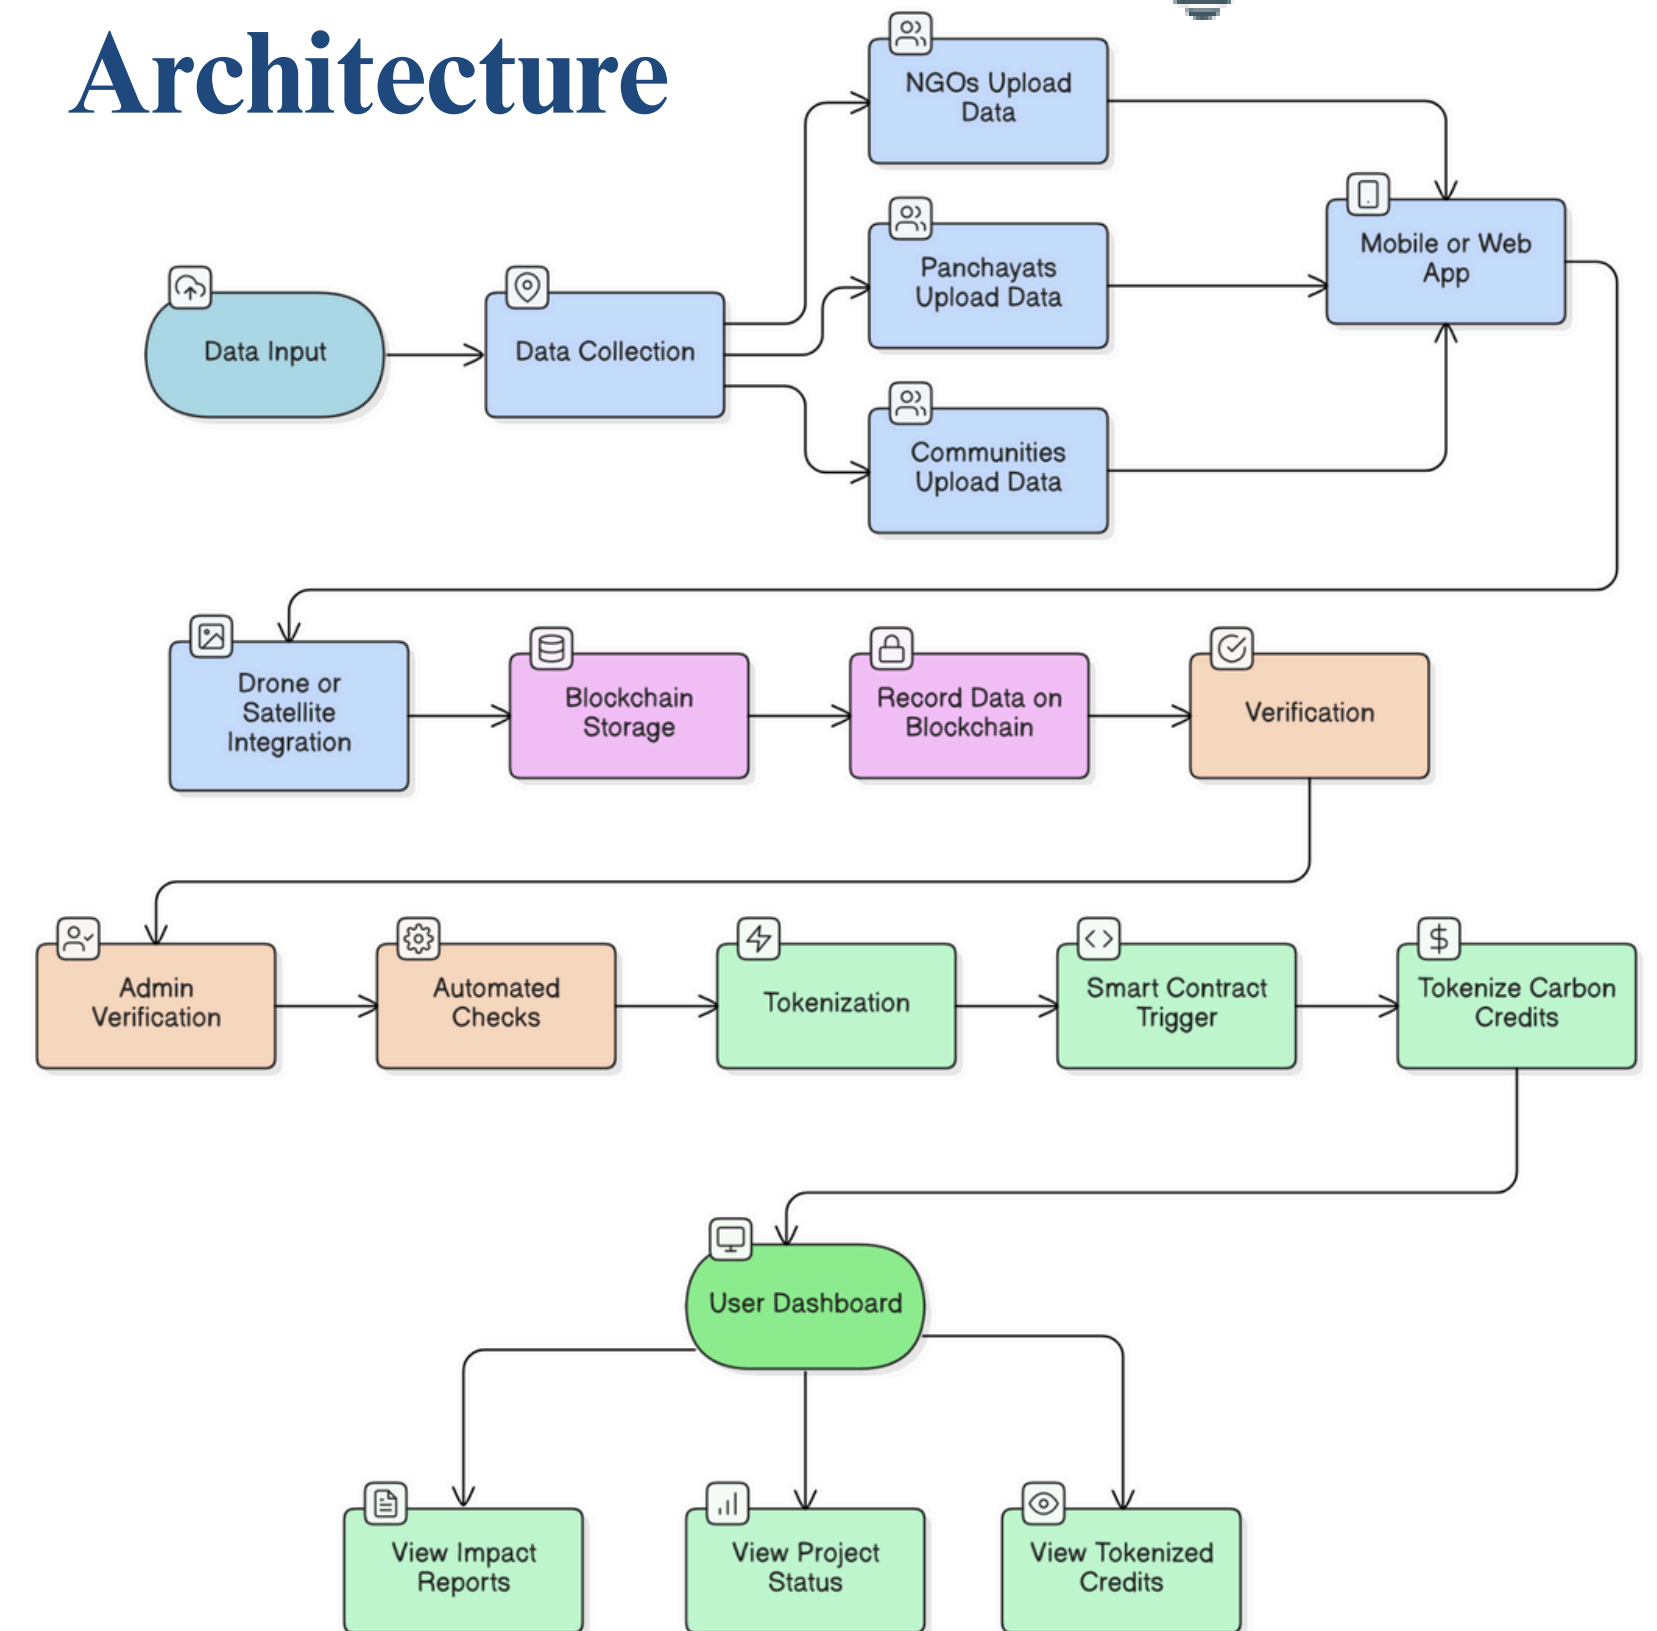 Architecture
NGOs Upload
Data
Panchayats
Upload Data
Mobile or Web
App
Data Input
Data Collection
Communities
Upload Data
Drone or
Satellite
Integration
Blockchain
Storage
Record Data on
Blockchain
Verification
Admin
Verification
Automated
Checks
Tokenization
Smart Contract
Trigger
Tokenize Carbon
Credits
User Dashboard
View Impact
Reports
View Project
Status
View Tokenized
Credits